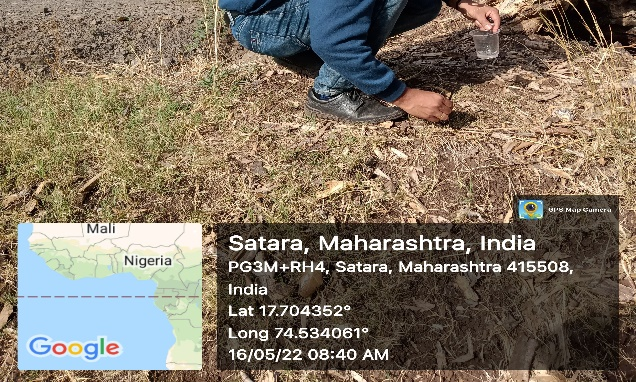 GPS Map Camera
Mali
Nigeria
Google
Satara, Maharashtra, India
PG3M+RH4, Satara, Maharashtra 415508,
India
Lat 17.704352°
Long 74.534061°
16/05/22 08:40 AM